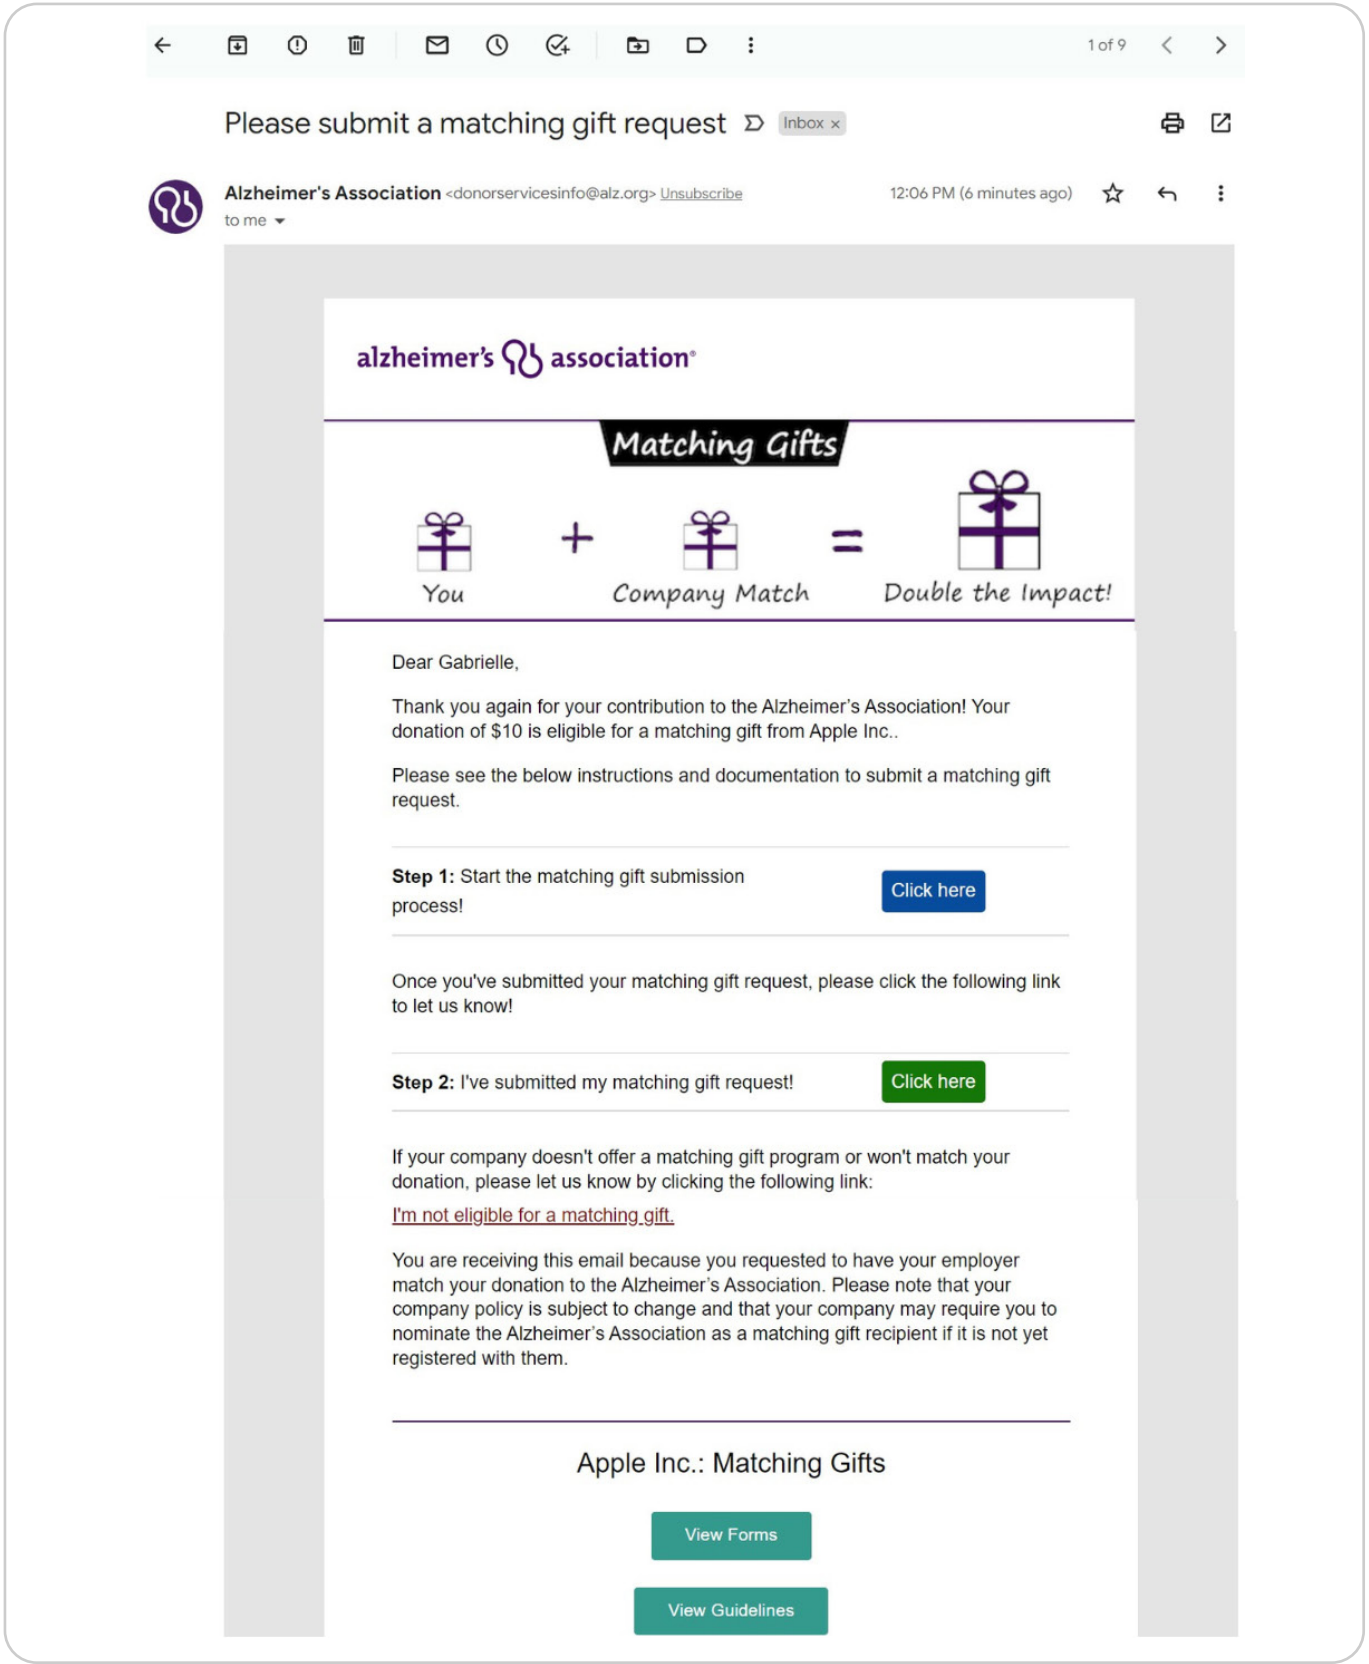 1 of 9
Please submit a matching gift request Inbox ×
Alzheimer's Association <donorservicesinfo@alz.org> Unsubscribe 12:06 PM (6 minutes ago)
to me
alzheimer's association®
Matching Gifts
+ =
You Company Match Double the Impact!
Dear Gabrielle,
Thank you again for your contribution to the Alzheimer's Association! Your
donation of $10 is eligible for a matching gift from Apple Inc..
Please see the below instructions and documentation to submit a matching gift
request.
Step 1: Start the matching gift submission
process!
Click here
Once you've submitted your matching gift request, please click the following link
to let us know!
Step 2: I've submitted my matching gift request! Click here
If your company doesn't offer a matching gift program or won't match your
donation, please let us know by clicking the following link:
I'm not eligible for a matching gift.
You are receiving this email because you requested to have your employer
match your donation to the Alzheimer's Association. Please note that your
company policy is subject to change and that your company may require you to
nominate the Alzheimer's Association as a matching gift recipient if it is not yet
registered with them.
Apple Inc.: Matching Gifts
View Forms
View Guidelines